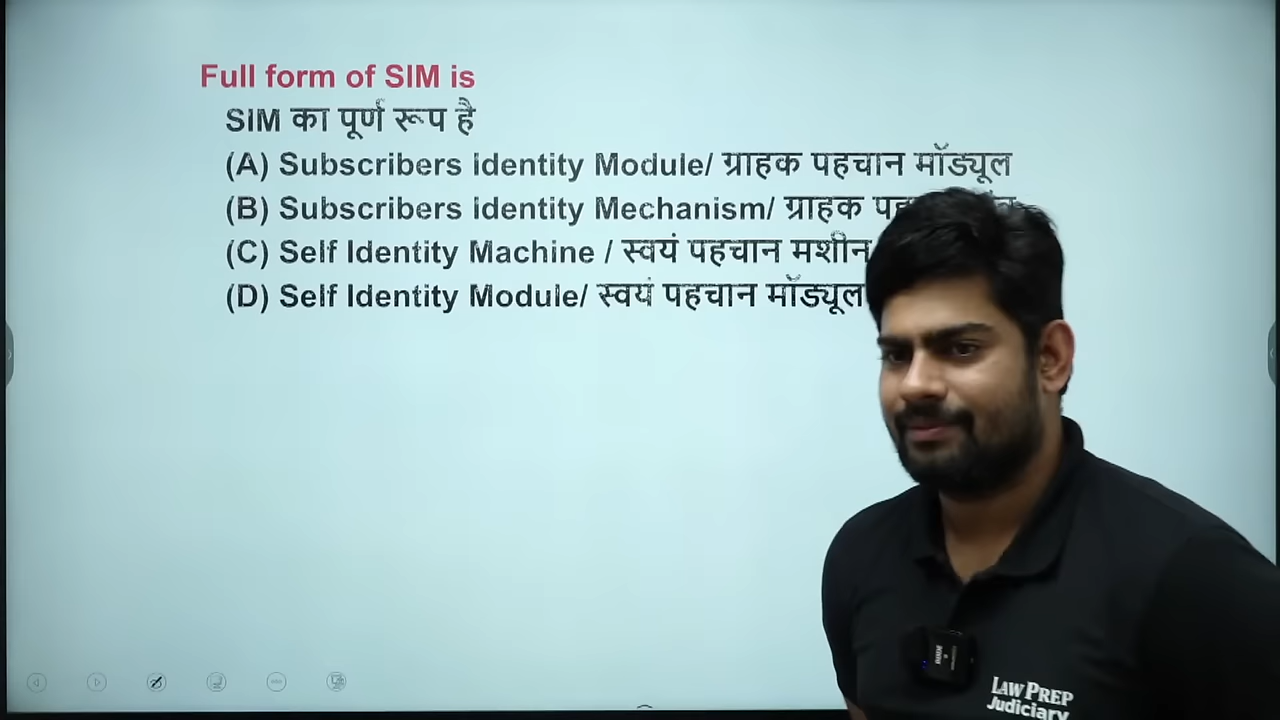 Full form of SIM is
SIM का पूर्ण रूप है
(A) Subscribers Identity Module/ ग्राहक पहचान मॉड्यूल
(B) Subscribers identity Mechanism/ ग्राहक
(C) Self Identity Machine / स्वयं पहचान मशीन
(D) Self Identity Module/ स्वयं पहचान मॉड्यूल
LAW PREP
Judiciary